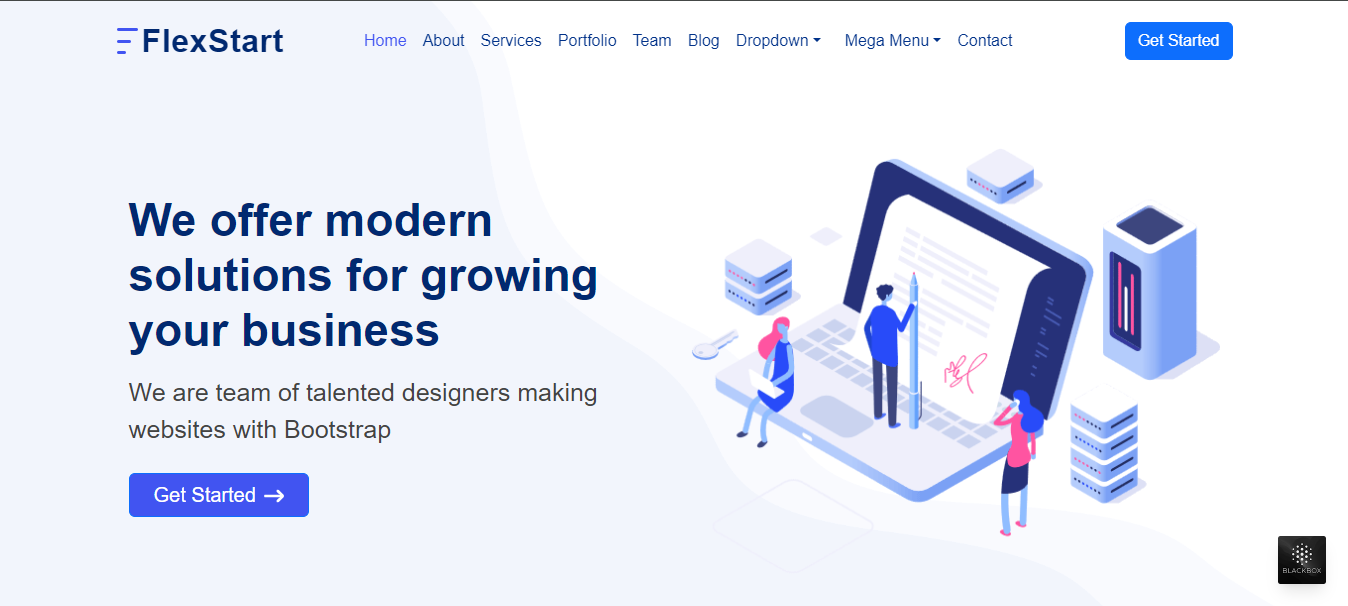 FlexStart
Home About Services Portfolio Team Blog Dropdown Mega Menu Contact Get Started
We offer modern
solutions for growing
your business
We are team of talented designers making
websites with Bootstrap
Get Started →
BLACKBOX